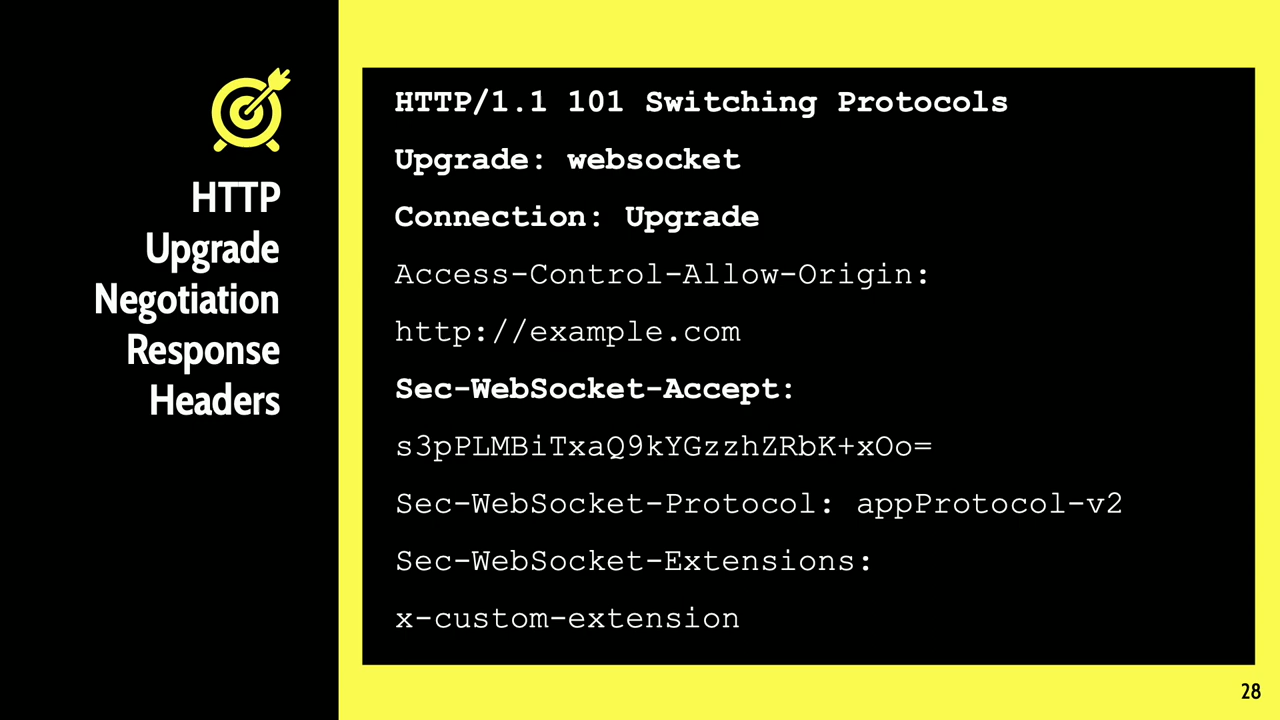 HTTP
Upgrade
Negotiation
Response
Headers
HTTP/1.1 101 Switching Protocols
Upgrade: websocket
Connection: Upgrade
Access-Control-Allow-Origin:
http://example.com
Sec-WebSocket-Accept:
s3pPLMBiTxaQ9kYGzzhZRbK+xOo=
Sec-WebSocket-Protocol: appProtocol-v2
Sec-WebSocket-Extensions:
x-custom-extension
28